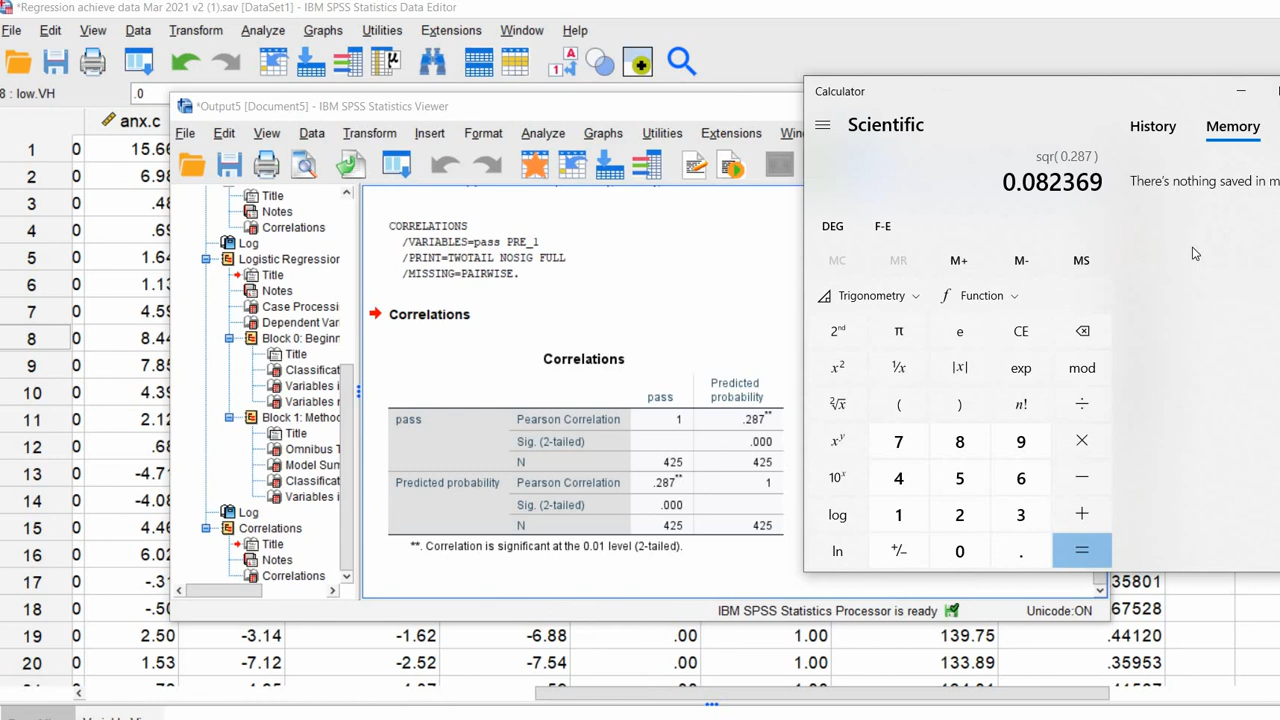 *Regression achieve data Mar 2021 v2 (1).sav [DataSet1] - IBM SPSS Statistics Data Editor
File Edit View Data Transform Analyze Graphs Utilities Extensions Window Help
8 : low.VH .0
anx.c
1 0 15.66
2 0 6.98
3 0 .48
4 0 .69
5 0 1.64
6 0 1.13
7 0 4.59
8 0 8.44
9 0 7.85
10 0 4.39
11 0 2.12
12 0 .68
13 0 -4.71
14 0 -4.08
15 0 4.46
16 0 6.02
17 0 -.31
18 0 -.50
19 0 2.50 -3.14 -1.62 -6.88 .00 1.00 139.75 .44120
20 0 1.53 -7.12 -2.52 -7.54 .00 1.00 133.89 .35953
.35801
.67528
*Output5 [Document5] - IBM SPSS Statistics Viewer
File Edit View Data Transform Insert Format Analyze Graphs Utilities Extensions
Title
Notes
Correlations
Log
Logistic Regression
Title
Notes
Case Processi
Dependent Var
Block 0: Beginn
Title
Classificat
Variables i
Variables r
Block 1: Metho
Title
Omnibus T
Model Sum
Classificat
Variables i
Log
Correlations
Title
Notes
Correlations
CORRELATIONS
/VARIABLES=pass PRE_1
/PRINT=TWOTAIL NOSIG FULL
/MISSING=PAIRWISE.
Correlations
Correlations
pass Predicted probability
pass Pearson Correlation 1 .287**
Sig. (2-tailed) .000
N 425 425
Predicted probability Pearson Correlation .287** 1
Sig. (2-tailed) .000
N 425 425
**. Correlation is significant at the 0.01 level (2-tailed).
IBM SPSS Statistics Processor is ready Unicode:ON
Calculator
Scientific
History Memory
sqr( 0.287 )
0.082369
There's nothing saved in m
DEG F-E
MC MR M+ M- MS
Trigonometry f Function
2nd π e CE
x² ¹/x |x| exp mod
²√x ( ) n! ÷
xʸ 7 8 9 ×
10ˣ 4 5 6 −
log 1 2 3 +
ln +/− 0 . =